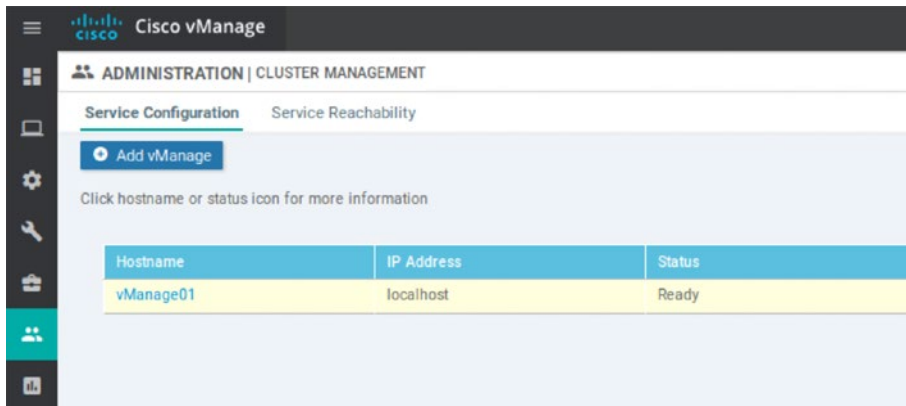 CISCO Cisco vManage
ADMINISTRATION | CLUSTER MANAGEMENT
Service Configuration Service Reachability
Add vManage
Click hostname or status icon for more information
Hostname IP Address Status
vManage01 localhost Ready